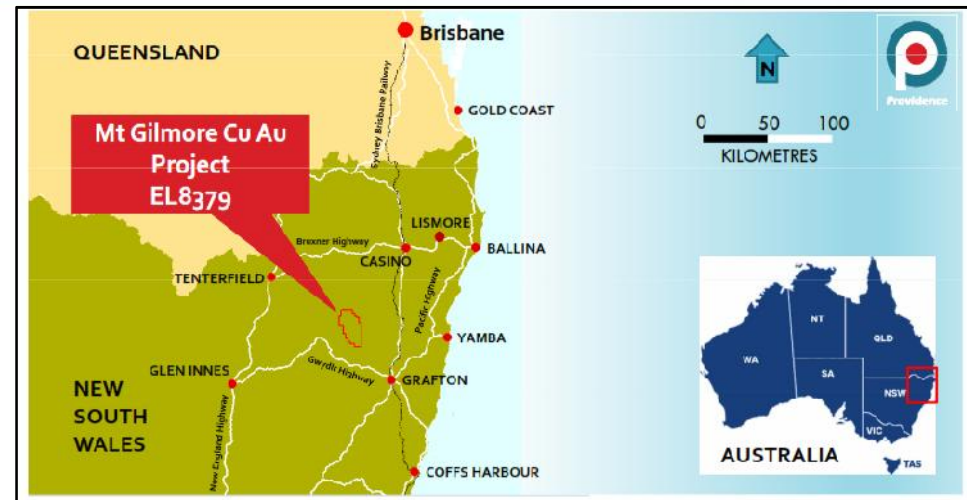 Brisbane
QUEENSLAND
N
Providence
GOLD COAST
Sydney Brisbane Railway
Mt Gilmore Cu Au
Project
EL8379
0 50 100
KILOMETRES
LISMORE
Bruxner Highway
CASINO
BALLINA
TENTERFIELD
Pacific Highway
YAMBA
Gwydir Highway
GLEN INNES
GRAFTON
NEW
SOUTH
WALES
New England Highway
COFFS HARBOUR
NT
QLD
WA
SA
NSW
VIC
AUSTRALIA
TAS